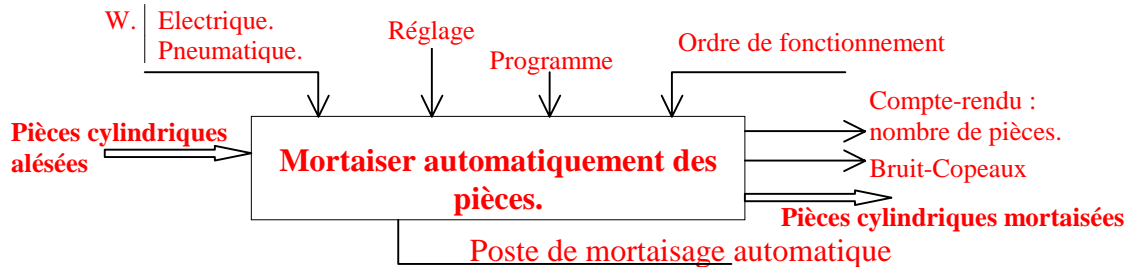 W. Electrique.
Pneumatique.
Réglage
Programme
Ordre de fonctionnement
Pièces cylindriques
alésées
Mortaiser automatiquement des
pièces.
Compte-rendu :
nombre de pièces.
Bruit-Copeaux
Pièces cylindriques mortaisées
Poste de mortaisage automatique